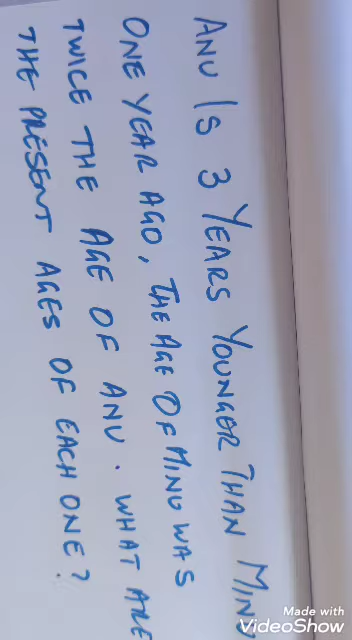 ANU IS 3 YEARS YOUNGER THAN MINU
ONE YEAR AGO, THE AGE OF MINU WAS
TWICE THE AGE OF ANU. WHAT ARE
THE PRESENT AGES OF EACH ONE?
Made with
VideoShow